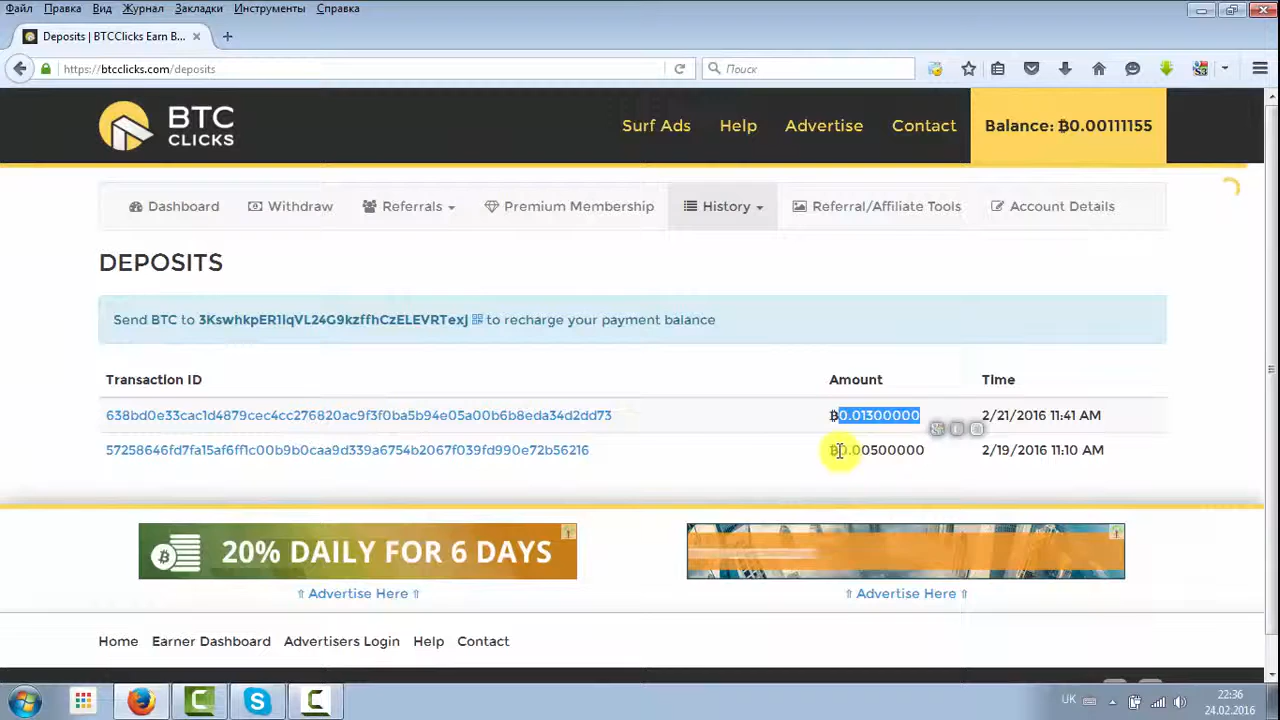 Файл Правка Вид Журнал Закладки Инструменты Справка
Deposits | BTCClicks Earn B...
https://btcclicks.com/deposits
Поиск
BTC
CLICKS
Surf Ads Help Advertise Contact Balance: ₿0.00111155
Dashboard Withdraw Referrals Premium Membership History Referral/Affiliate Tools Account Details
DEPOSITS
Send BTC to 3KswhkpER1iqVL24G9kzffhCzELEVRTexj to recharge your payment balance
Transaction ID Amount Time
638bd0e33cac1d4879cec4cc276820ac9f3f0ba5b94e05a00b6b8eda34d2dd73 ₿0.01300000 2/21/2016 11:41 AM
57258646fd7fa15af6ff1c00b9b0caa9d339a6754b2067f039fd990e72b56216 ₿0.00500000 2/19/2016 11:10 AM
20% DAILY FOR 6 DAYS
⇧ Advertise Here ⇧ ⇧ Advertise Here ⇧
Home Earner Dashboard Advertisers Login Help Contact
UK
22:36
24.02.2016